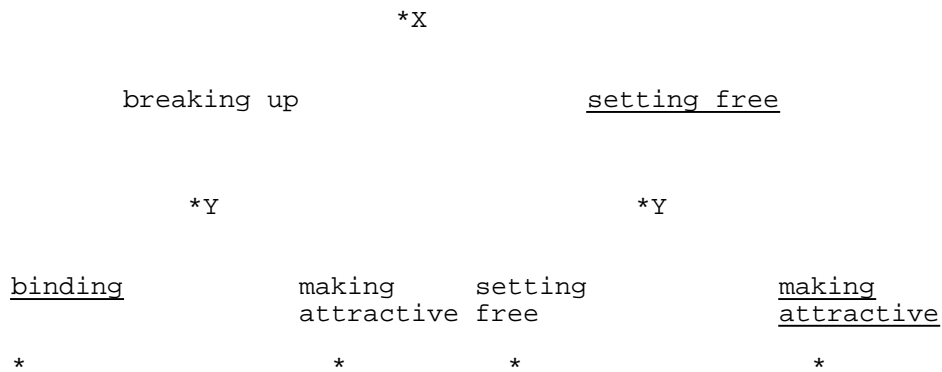 *X
breaking up setting free
*Y *Y
binding making setting making
attractive free attractive
* * * *